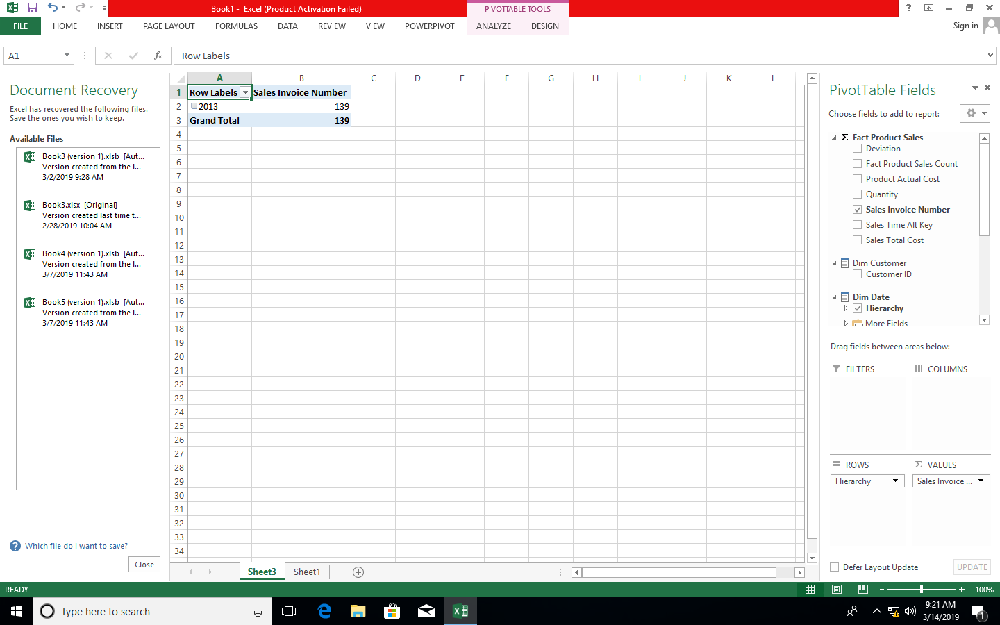 Book1 - Excel (Product Activation Failed)
PIVOTTABLE TOOLS
?
FILE
HOME
INSERT
PAGE LAYOUT
FORMULAS
DATA
REVIEW
VIEW
POWERPIVOT
ANALYZE
DESIGN
Sign in
A1
fx
Row Labels
Document Recovery
Excel has recovered the following files.
Save the ones you wish to keep.
Available Files
Book3 (version 1).xlsb [Aut...
Version created from the l...
3/2/2019 9:28 AM
Book3.xlsx [Original]
Version created last time t...
2/28/2019 10:04 AM
Book4 (version 1).xlsb [Aut...
Version created from the l...
3/7/2019 11:43 AM
Book5 (version 1).xlsb [Aut...
Version created from the l...
3/7/2019 11:43 AM
Which file do I want to save?
Close
A B C D E F G H I J K L
1 Row Labels Sales Invoice Number
2 2013 139
3 Grand Total 139
4
5
6
7
8
9
10
11
12
13
14
15
16
17
18
19
20
21
22
23
24
25
26
27
28
29
30
31
32
33
34
Sheet3
Sheet1
PivotTable Fields
Choose fields to add to report:
Σ Fact Product Sales
Deviation
Fact Product Sales Count
Product Actual Cost
Quantity
Sales Invoice Number
Sales Time Alt Key
Sales Total Cost
Dim Customer
Customer ID
Dim Date
Hierarchy
More Fields
Drag fields between areas below:
FILTERS
COLUMNS
ROWS
Σ VALUES
Hierarchy
Sales Invoice ...
Defer Layout Update
UPDATE
READY
100%
Type here to search
9:21 AM
3/14/2019
1